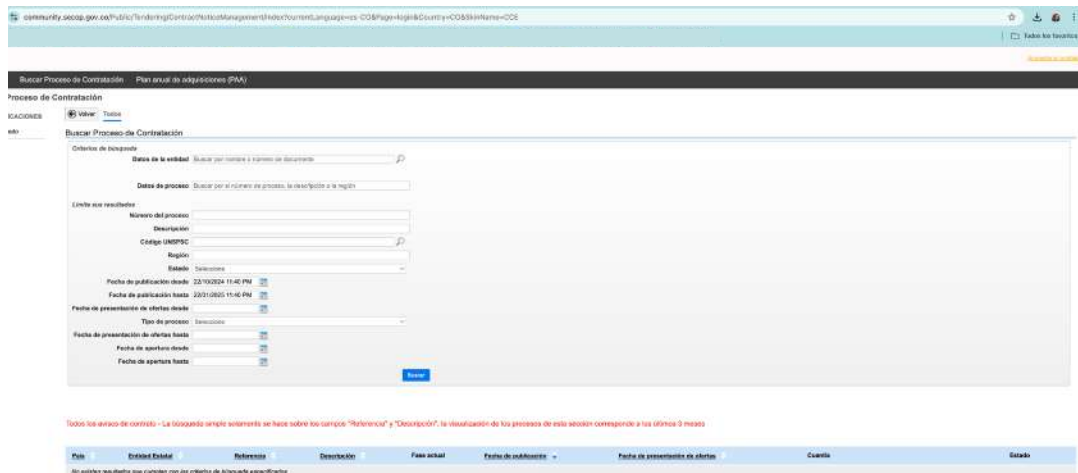 community.secop.gov.co/Public/Tendering/ContractNoticeManagement/Index?currentLanguage=es-CO&Page=login&Country=CO&SkinName=CCE
Todos los favoritos
Buscar Proceso de Contratación Plan anual de adquisiciones (PAA)
Proceso de Contratación
ICACIONES
Volver Todos
Buscar Proceso de Contratación
Criterios de búsqueda
Datos de la entidad Buscar por nombre o número de documento
Datos de proceso Buscar por el número de proceso, la descripción o la región
Limite sus resultados
Número del proceso
Descripción
Código UNSPSC
Región
Estado Seleccione
Fecha de publicación desde 22/10/2024 11:40 PM
Fecha de publicación hasta 22/01/2025 11:40 PM
Fecha de presentación de ofertas desde
Tipo de proceso Seleccione
Fecha de presentación de ofertas hasta
Fecha de apertura desde
Fecha de apertura hasta
Buscar
Todos los avisos de contrato - La búsqueda simple solamente se hace sobre los campos "Referencia" y "Descripción", la visualización de los procesos de esta sección corresponde a los últimos 3 meses
País Entidad Estatal Referencia Descripción Fase actual Fecha de publicación Fecha de presentación de ofertas Cuantía Estado
No existen resultados que cumplan con los criterios de búsqueda especificados